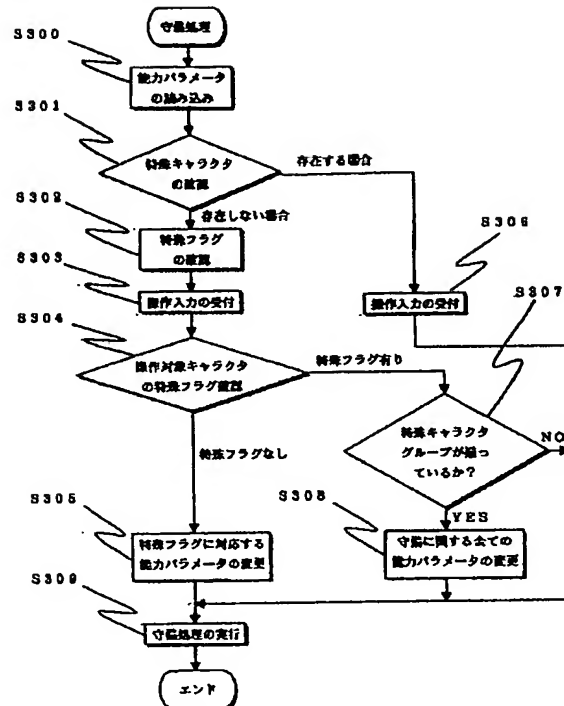 守備処理
S300
能力パラメータ
の読み込み
S301
特殊キャラクタ
の確認
存在する場合
存在しない場合
S302
特殊フラグ
の確認
S303
操作入力の受付
S306
操作入力の受付
S307
S304
操作対象キャラクタ
の特殊フラグ確認
特殊フラグ有り
特殊フラグなし
特殊キャラクタ
グループが揃っ
ているか?
NO
YES
S305
特殊フラグに対応する
能力パラメータの変更
S308
守備に関する全ての
能力パラメータの変更
S309
守備処理の実行
エンド